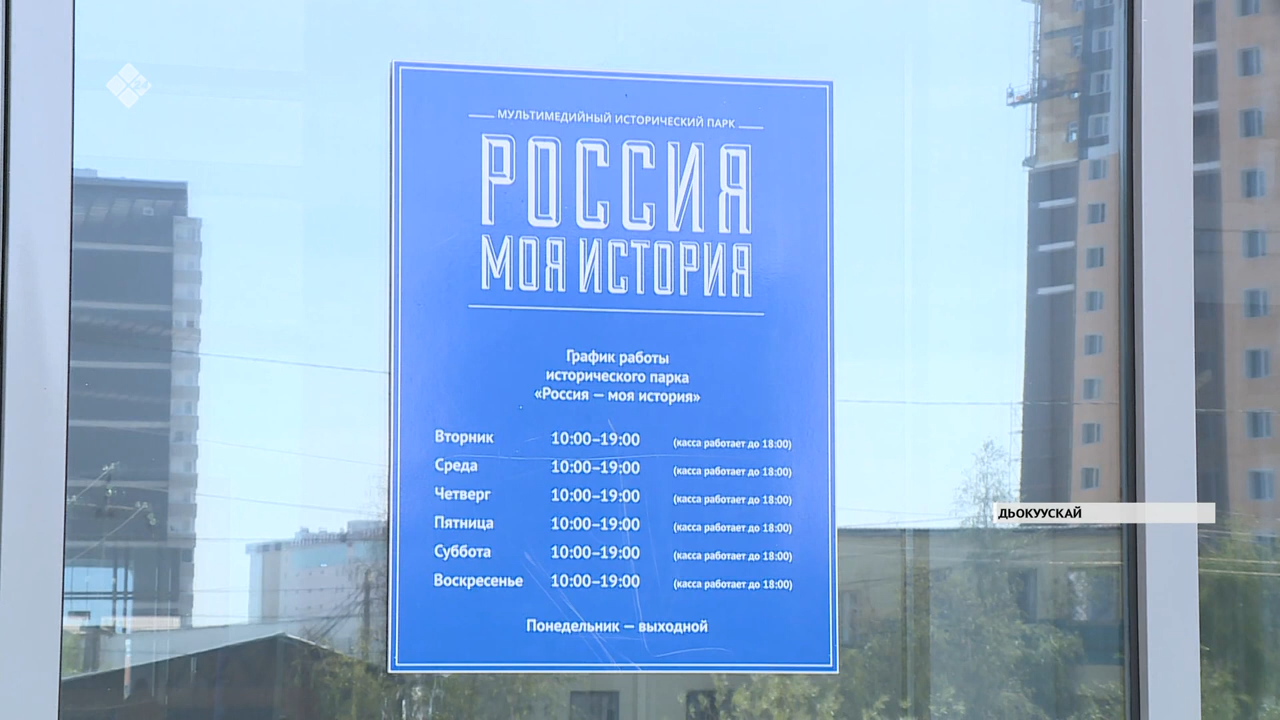 24
МУЛЬТИМЕДИЙНЫЙ ИСТОРИЧЕСКИЙ ПАРК
РОССИЯ
МОЯ ИСТОРИЯ
График работы
исторического парка
«Россия — моя история»
Вторник 10:00–19:00 (касса работает до 18:00)
Среда 10:00–19:00 (касса работает до 18:00)
Четверг 10:00–19:00 (касса работает до 18:00)
Пятница 10:00–19:00 (касса работает до 18:00)
Суббота 10:00–19:00 (касса работает до 18:00)
Воскресенье 10:00–19:00 (касса работает до 18:00)
Понедельник — выходной
ДЬОКУУСКАЙ